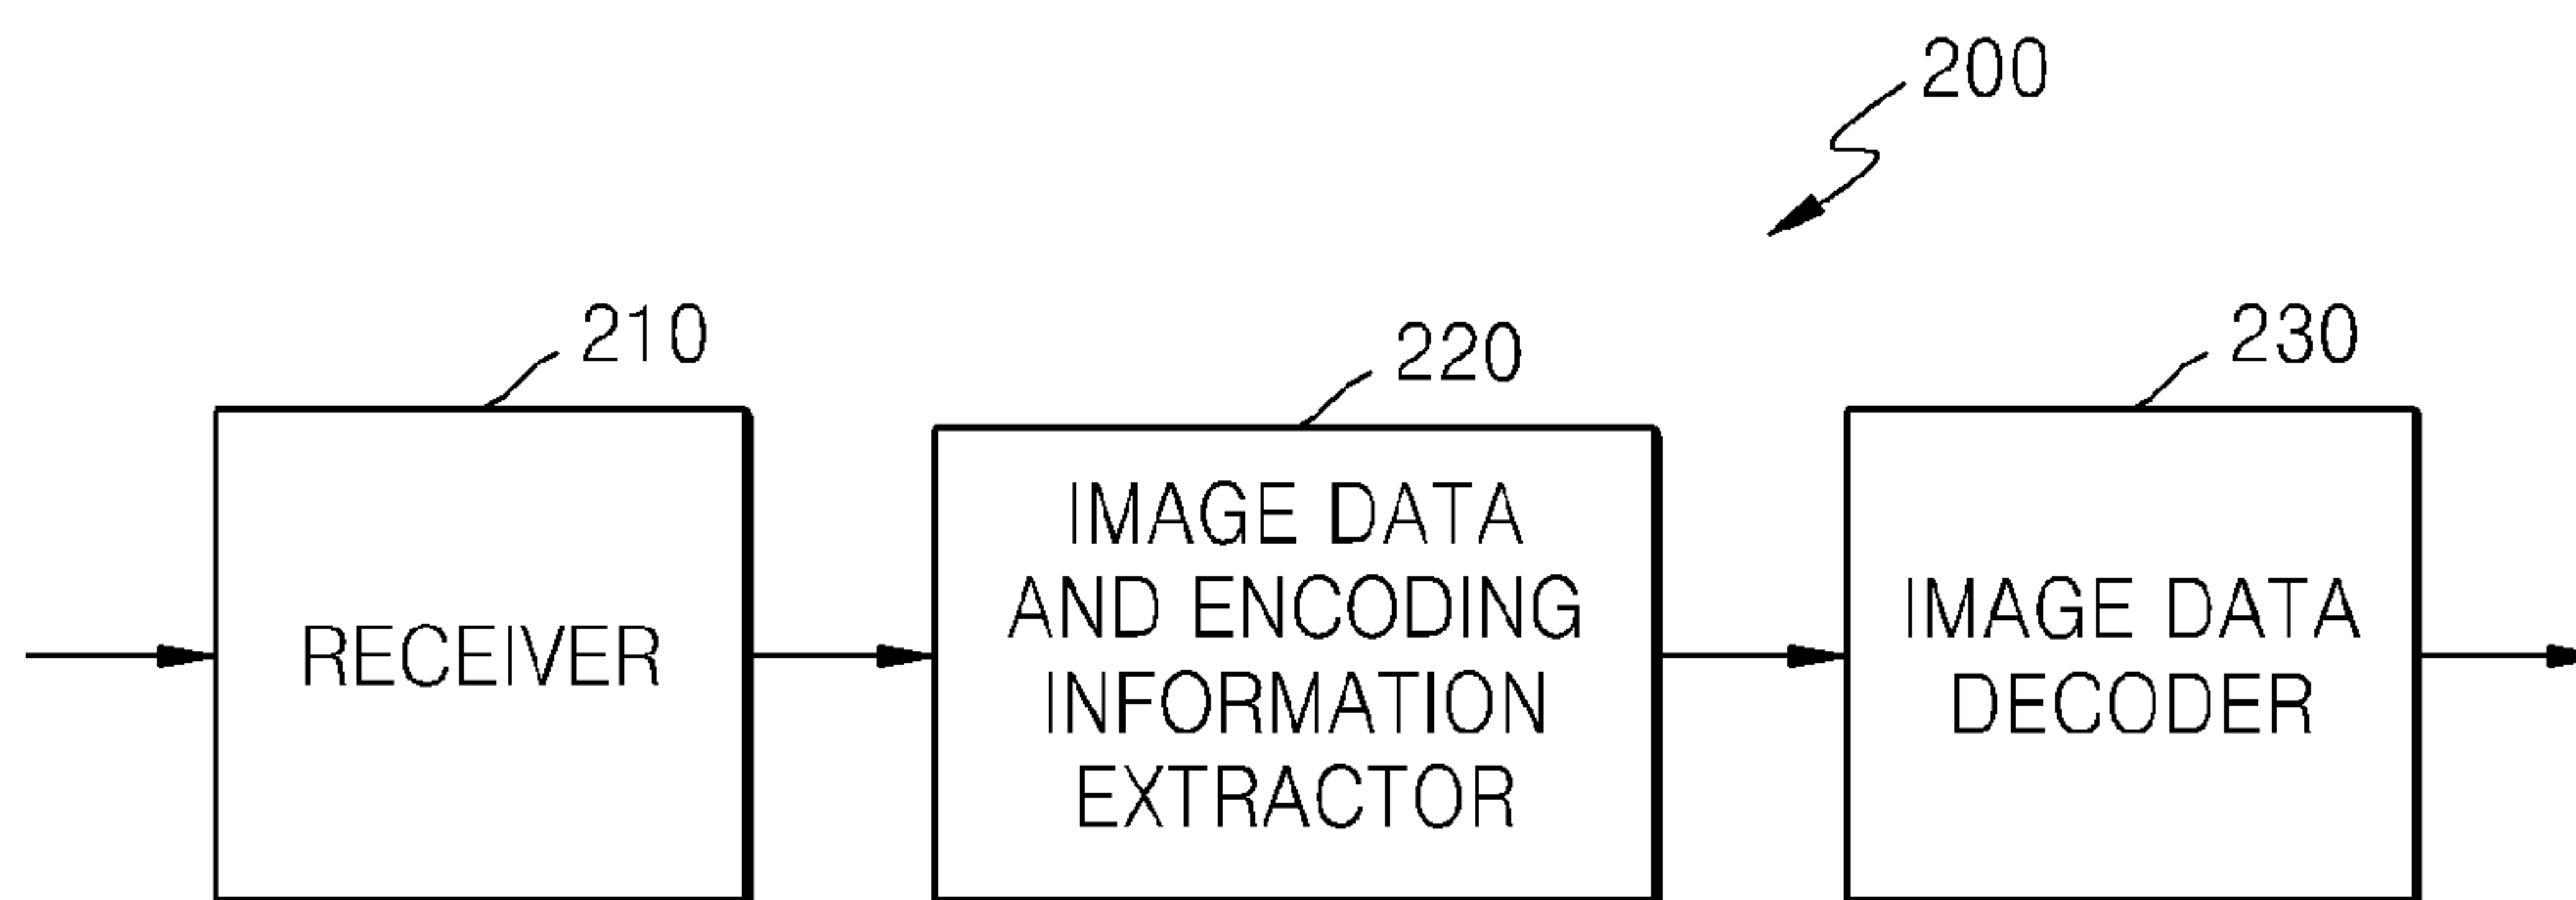 200
210
220
230
RECEIVER
IMAGE DATA
AND ENCODING
INFORMATION
EXTRACTOR
IMAGE DATA
DECODER